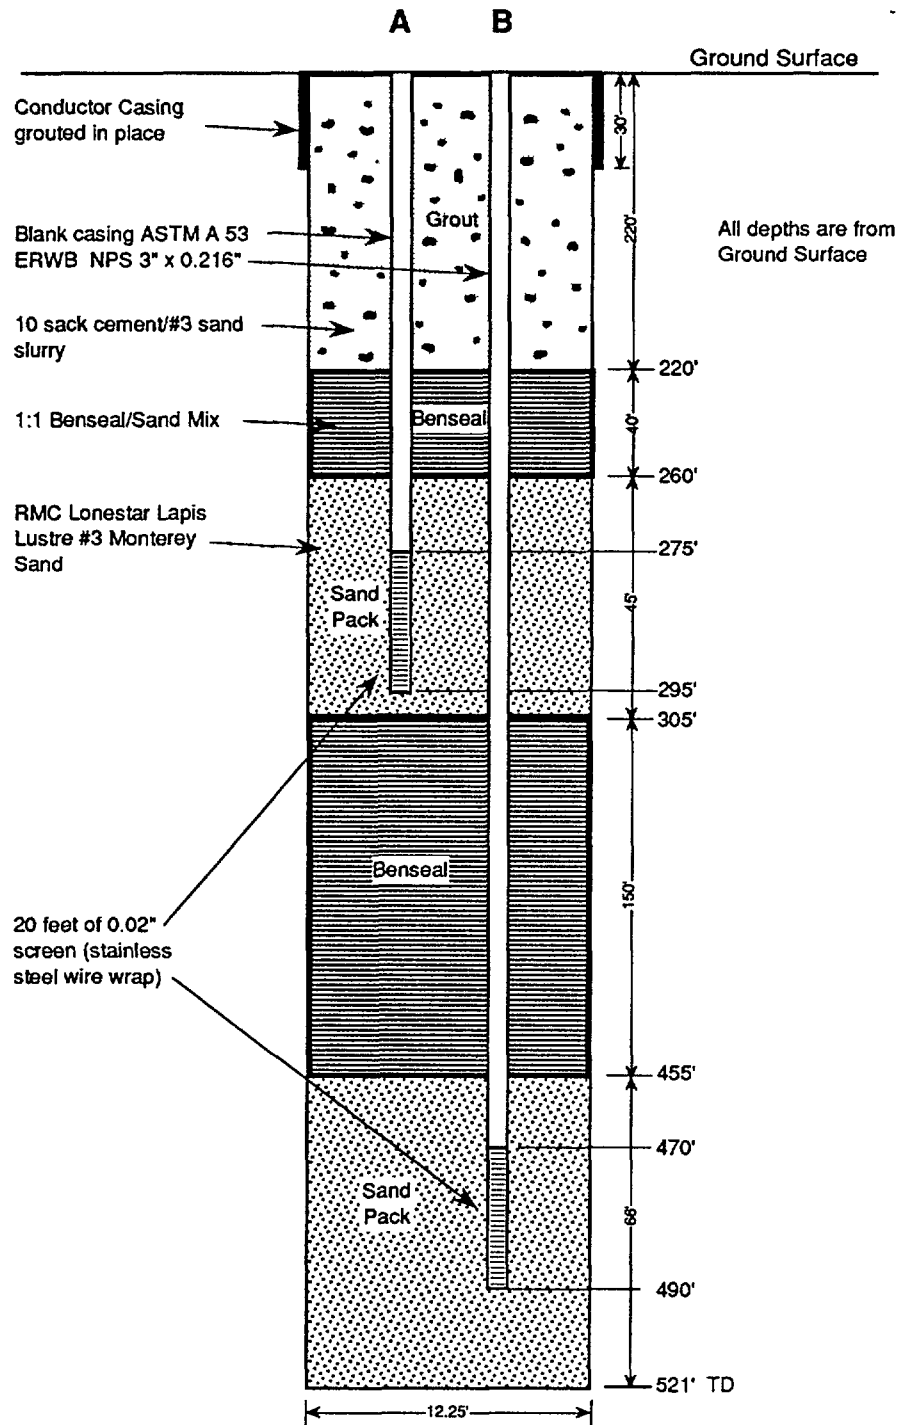 A B
Ground Surface
Conductor Casing
grouted in place
30'
Grout
220'
All depths are from
Ground Surface
Blank casing ASTM A 53
ERWB NPS 3" x 0.216"
10 sack cement/#3 sand
slurry
220'
1:1 Benseal/Sand Mix
Benseal
40'
260'
RMC Lonestar Lapis
Lustre #3 Monterey
Sand
275'
Sand
Pack
45'
295'
305'
Benseal
150'
20 feet of 0.02"
screen (stainless
steel wire wrap)
455'
470'
Sand
Pack
66'
490'
521' TD
12.25'